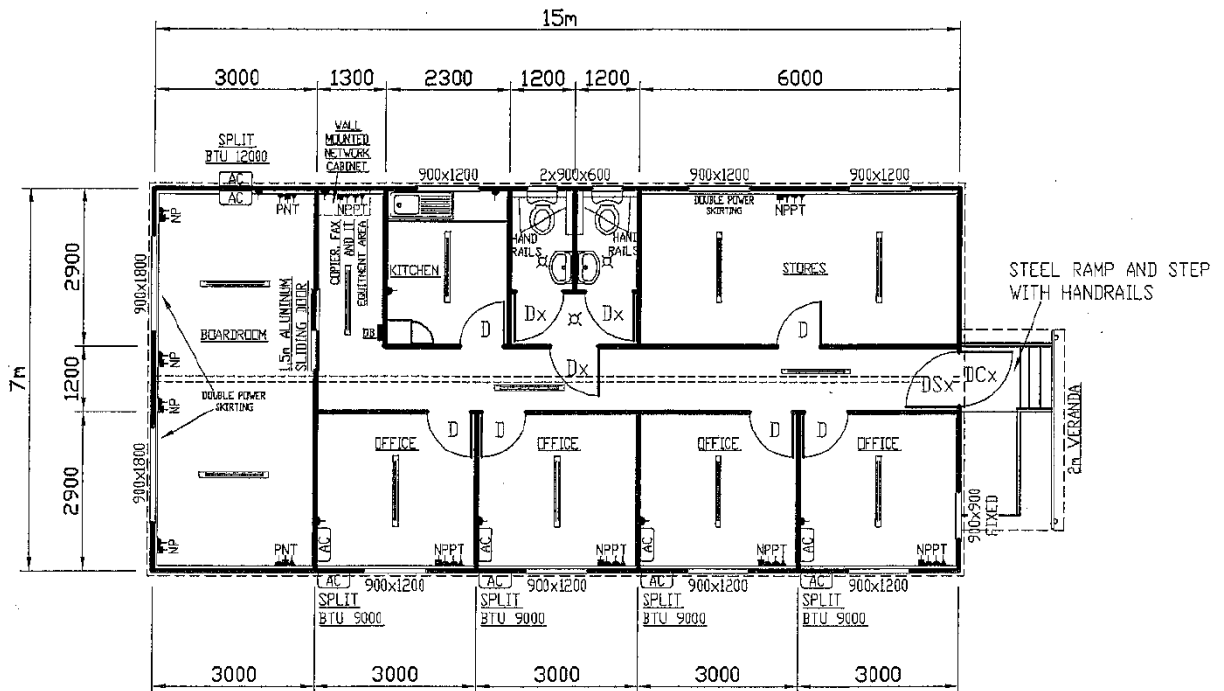 15m
3000
1300
2300
1200
1200
6000
WALL
MOUNTED
NETWORK
CABINET
SPLIT
BTU 12000
AC
AC
900x1200
2x900x600
900x1200
900x1200
NP
PNT
NPPT
COPIER, FAX
AND IT
EQUITMENT AREA
HAND
RAILS
HAND
RAILS
DOUBLE POWER
SKIRTING
NPPT
2900
900x1800
KITCHEN
STORES
STEEL RAMP AND STEP
WITH HANDRAILS
BOARDROOM
1.5m ALUMINUM
SLIDING DOOR
DB
D
Dx
Dx
D
7m
1200
NP
Dx
DSx
DCx
DOUBLE POWER
SKIRTING
NP
2m VERANDA
2900
900x1800
D
D
D
D
OFFICE
OFFICE
OFFICE
OFFICE
900x900
FIXED
NP
PNT
AC
NPPT
AC
NPPT
AC
NPPT
AC
NPPT
AC
900x1200
AC
900x1200
AC
900x1200
AC
900x1200
SPLIT
BTU 9000
SPLIT
BTU 9000
SPLIT
BTU 9000
SPLIT
BTU 9000
3000
3000
3000
3000
3000